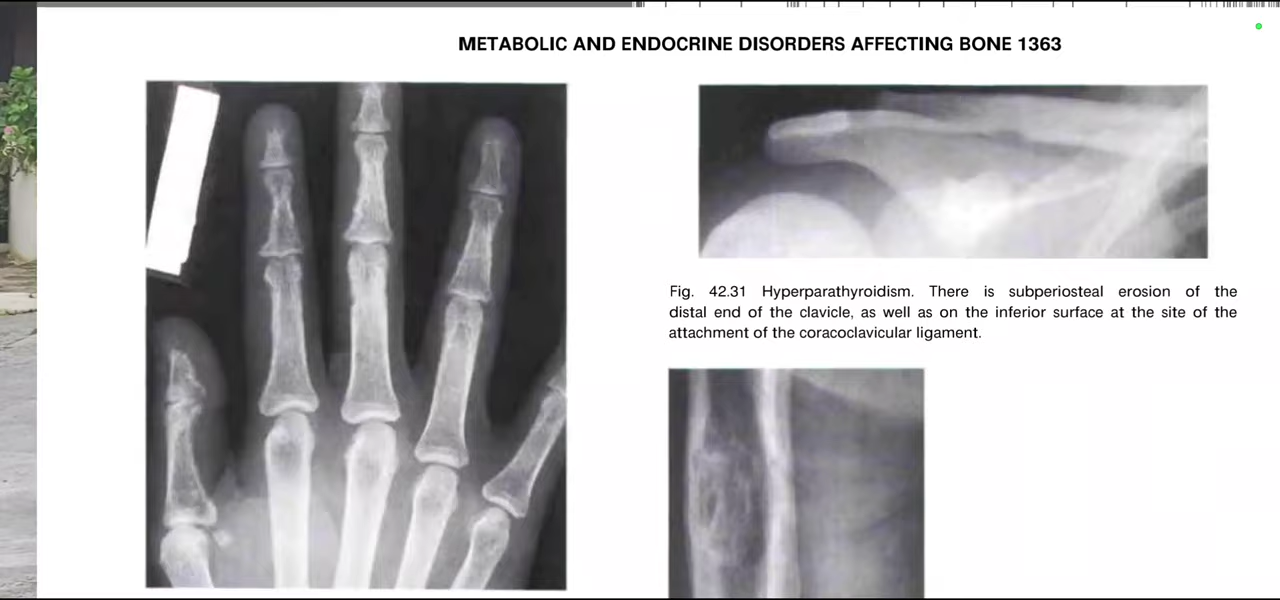 METABOLIC AND ENDOCRINE DISORDERS AFFECTING BONE 1363
Fig. 42.31 Hyperparathyroidism. There is subperiosteal erosion of the
distal end of the clavicle, as well as on the inferior surface at the site of the
attachment of the coracoclavicular ligament.